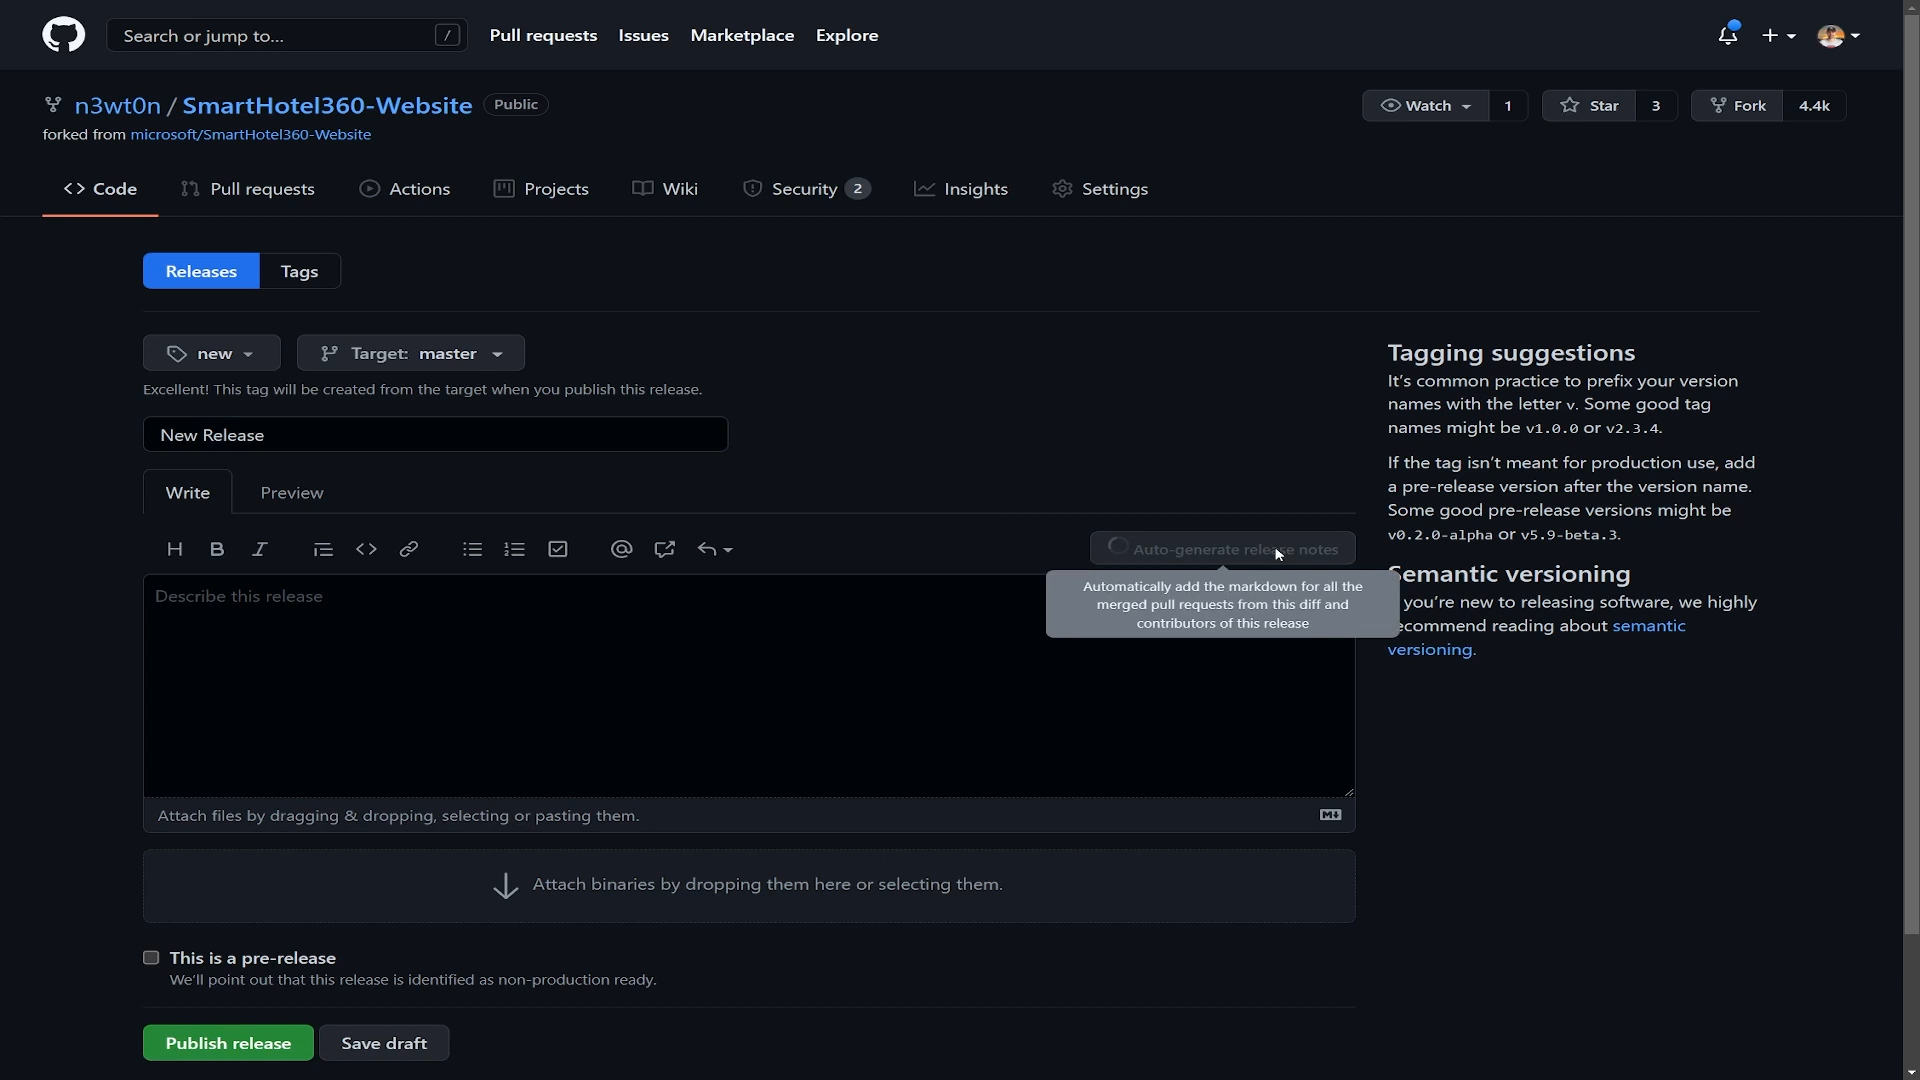 Search or jump to... /
Pull requests Issues Marketplace Explore
n3wt0n / SmartHotel360-Website Public
Watch 1 Star 3 Fork 4.4k
forked from microsoft/SmartHotel360-Website
Code Pull requests Actions Projects Wiki Security 2 Insights Settings
Releases Tags
new Target: master
Excellent! This tag will be created from the target when you publish this release.
New Release
Write Preview
H B I
Auto-generate release notes
Automatically add the markdown for all the
merged pull requests from this diff and
contributors of this release
Describe this release
Attach files by dragging & dropping, selecting or pasting them.
Attach binaries by dropping them here or selecting them.
This is a pre-release
We'll point out that this release is identified as non-production ready.
Publish release Save draft
Tagging suggestions
It's common practice to prefix your version
names with the letter v. Some good tag
names might be v1.0.0 or v2.3.4.
If the tag isn't meant for production use, add
a pre-release version after the version name.
Some good pre-release versions might be
v0.2.0-alpha or v5.9-beta.3.
Semantic versioning
you're new to releasing software, we highly
ecommend reading about semantic
versioning.